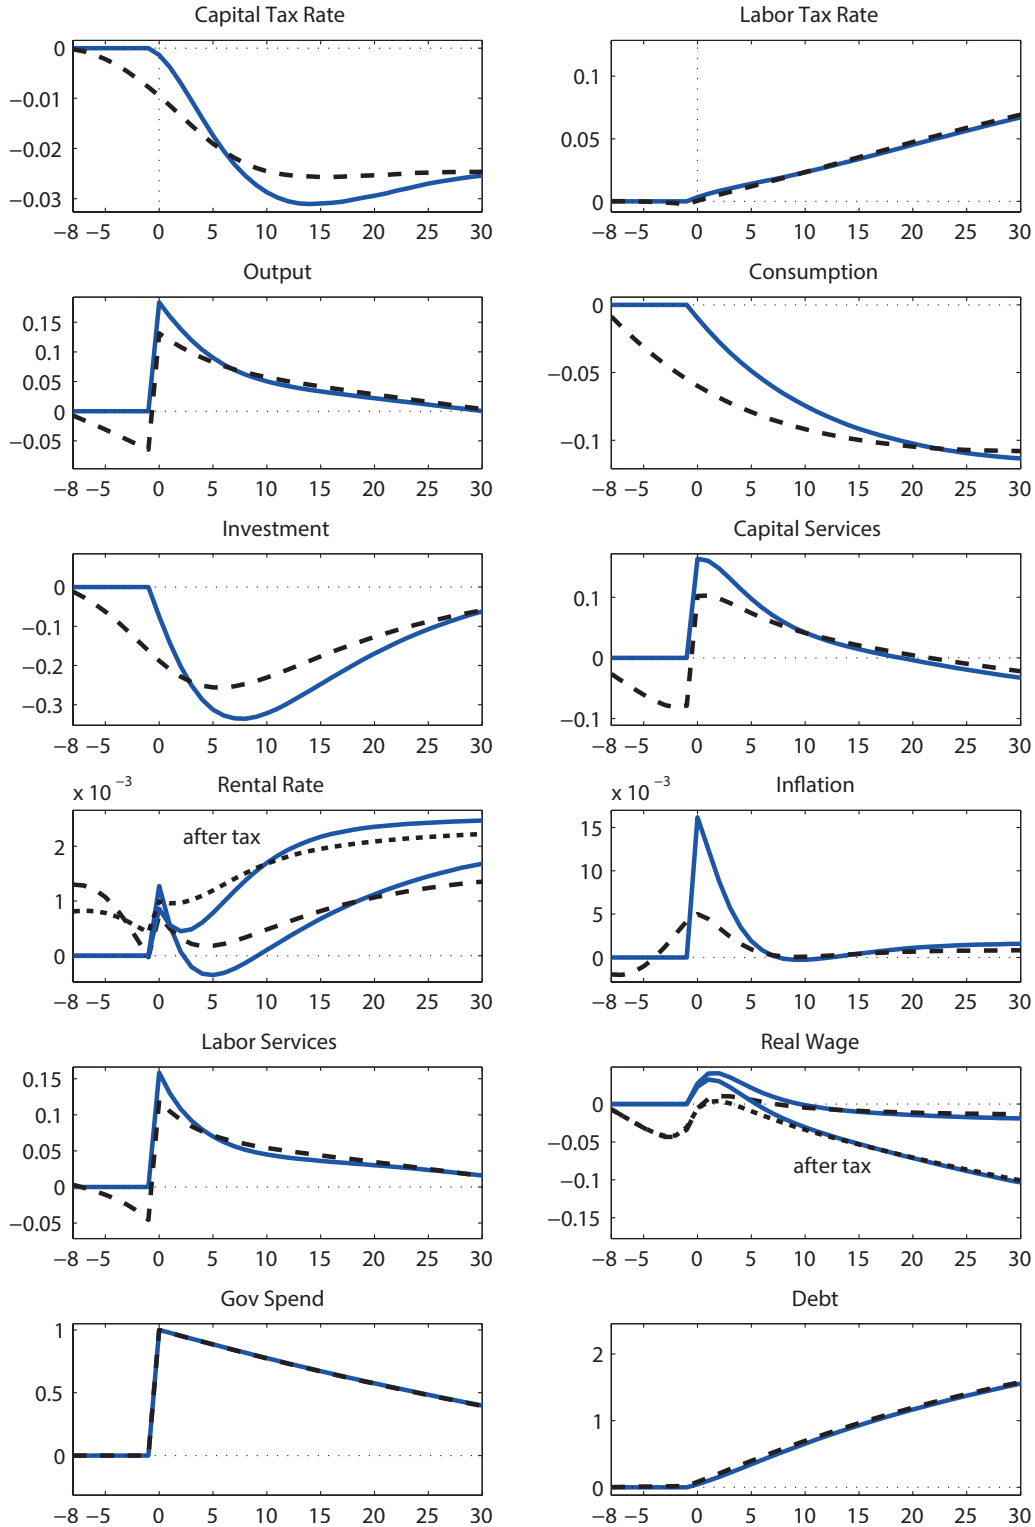 Capital Tax Rate
0
−0.01
−0.02
−0.03
−8 −5 0 5 10 15 20 25 30
Labor Tax Rate
0.1
0.05
0
−8 −5 0 5 10 15 20 25 30
Output
0.15
0.1
0.05
0
−0.05
−8 −5 0 5 10 15 20 25 30
Consumption
0
−0.05
−0.1
−8 −5 0 5 10 15 20 25 30
Investment
0
−0.1
−0.2
−0.3
−8 −5 0 5 10 15 20 25 30
Capital Services
0.1
0
−0.1
−8 −5 0 5 10 15 20 25 30
x 10 −3
Rental Rate
after tax
2
1
0
−8 −5 0 5 10 15 20 25 30
x 10 −3
Inflation
15
10
5
0
−8 −5 0 5 10 15 20 25 30
Labor Services
0.15
0.1
0.05
0
−0.05
−8 −5 0 5 10 15 20 25 30
Real Wage
0
−0.05
after tax
−0.1
−0.15
−8 −5 0 5 10 15 20 25 30
Gov Spend
1
0.5
0
−8 −5 0 5 10 15 20 25 30
Debt
2
1
0
−8 −5 0 5 10 15 20 25 30